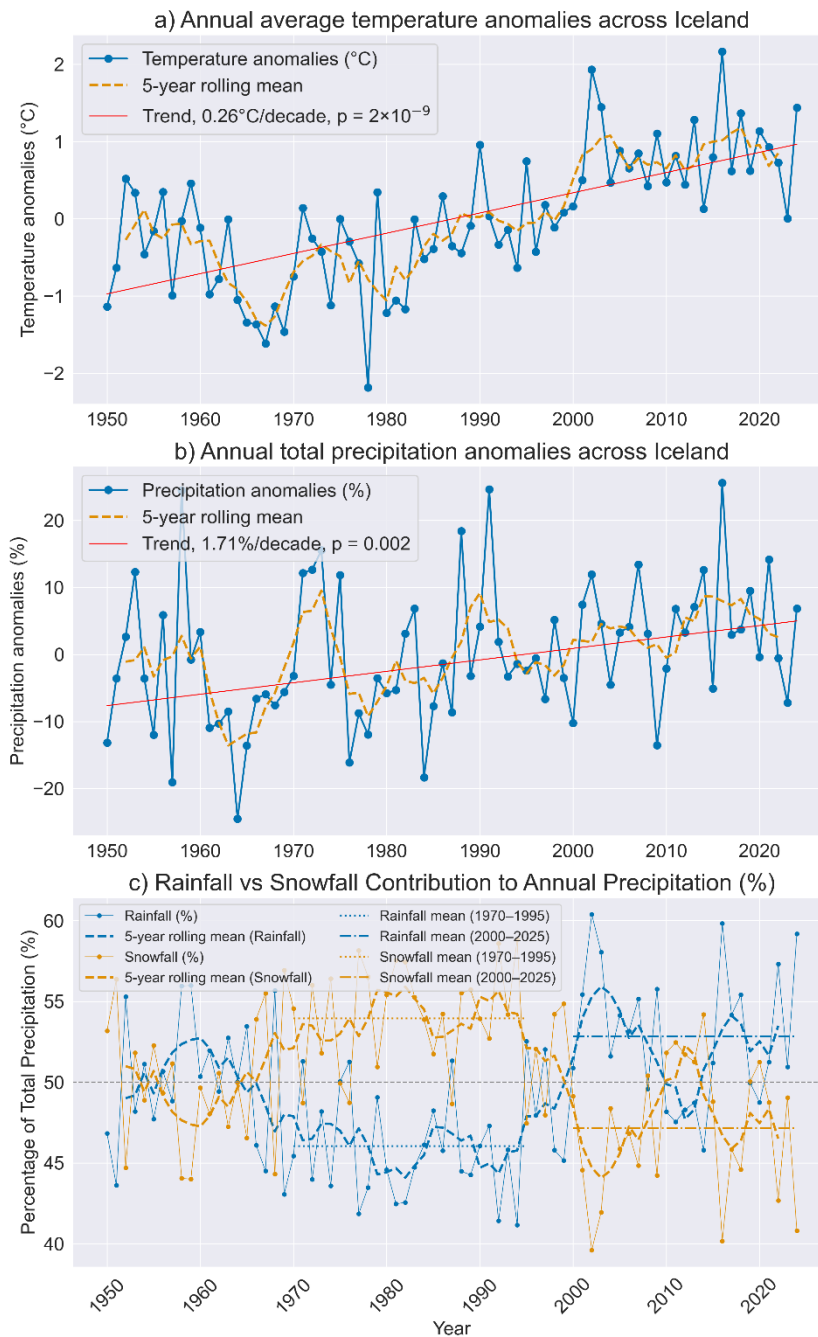 a) Annual average temperature anomalies across Iceland
Temperature anomalies (°C)
5-year rolling mean
Trend, 0.26°C/decade, p = 2×10⁻⁹
Temperature anomalies (°C)
2
1
0
−1
−2
1950 1960 1970 1980 1990 2000 2010 2020
b) Annual total precipitation anomalies across Iceland
Precipitation anomalies (%)
5-year rolling mean
Trend, 1.71%/decade, p = 0.002
Precipitation anomalies (%)
20
10
0
−10
−20
1950 1960 1970 1980 1990 2000 2010 2020
c) Rainfall vs Snowfall Contribution to Annual Precipitation (%)
Rainfall (%)
5-year rolling mean (Rainfall)
Snowfall (%)
5-year rolling mean (Snowfall)
Rainfall mean (1970–1995)
Rainfall mean (2000–2025)
Snowfall mean (1970–1995)
Snowfall mean (2000–2025)
Percentage of Total Precipitation (%)
60
55
50
45
40
1950 1960 1970 1980 1990 2000 2010 2020
Year